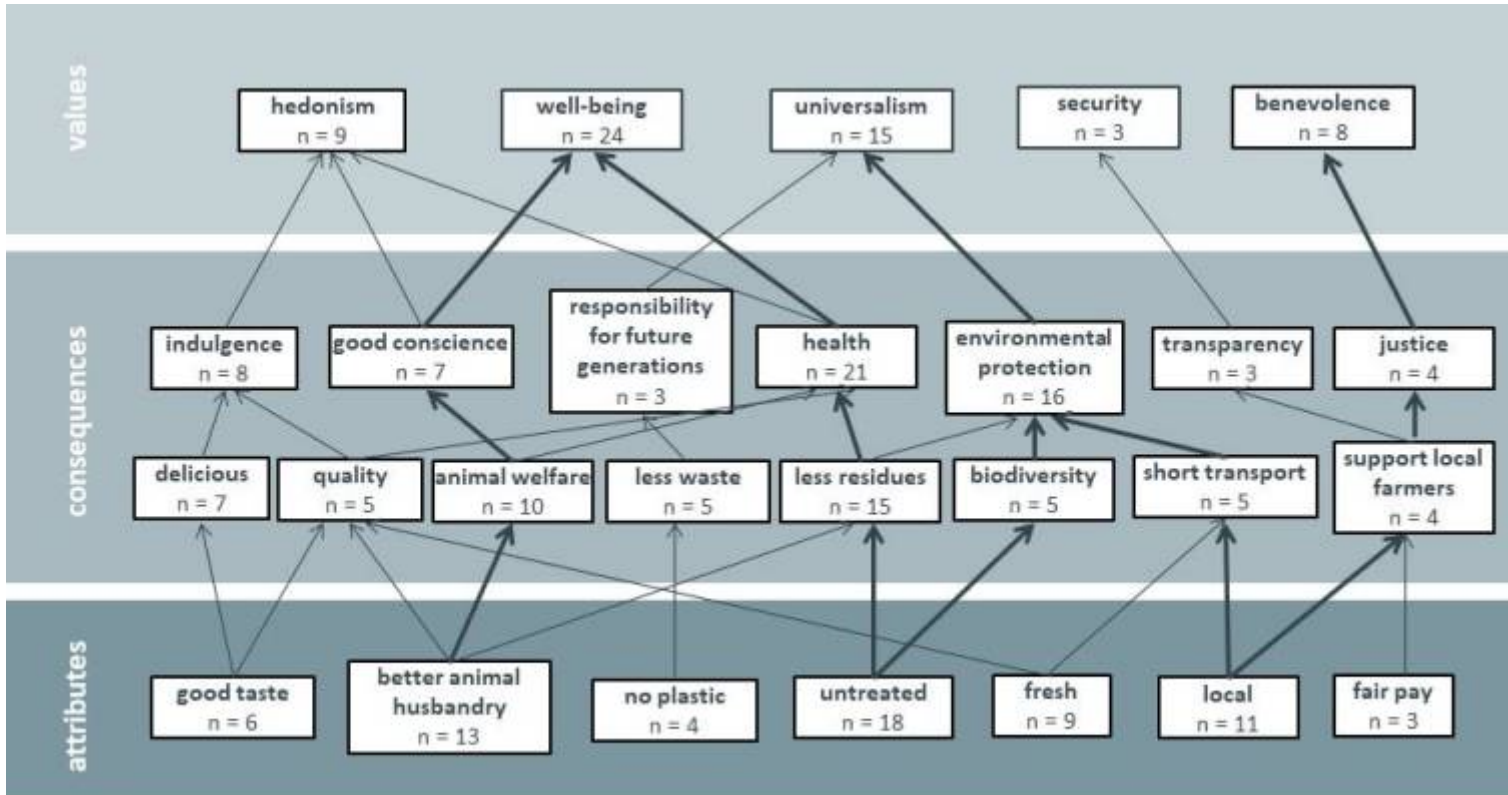 values
hedonism
n = 9
well-being
n = 24
universalism
n = 15
security
n = 3
benevolence
n = 8
consequences
indulgence
n = 8
good conscience
n = 7
responsibility
for future
generations
n = 3
health
n = 21
environmental
protection
n = 16
transparency
n = 3
justice
n = 4
delicious
n = 7
quality
n = 5
animal welfare
n = 10
less waste
n = 5
less residues
n = 15
biodiversity
n = 5
short transport
n = 5
support local
farmers
n = 4
attributes
good taste
n = 6
better animal
husbandry
n = 13
no plastic
n = 4
untreated
n = 18
fresh
n = 9
local
n = 11
fair pay
n = 3